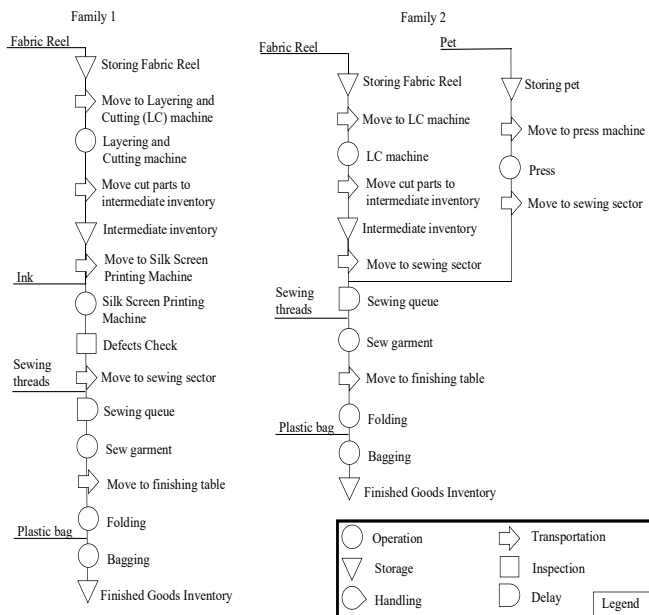 Family 1
Fabric Reel
Storing Fabric Reel
Move to Layering and
Cutting (LC) machine
Layering and
Cutting machine
Move cut parts to
intermediate inventory
Intermediate inventory
Move to Silk Screen
Printing Machine
Ink
Silk Screen Printing
Machine
Defects Check
Sewing
threads
Move to sewing sector
Sewing queue
Sew garment
Move to finishing table
Folding
Plastic bag
Bagging
Finished Goods Inventory
Family 2
Fabric Reel
Storing Fabric Reel
Move to LC machine
LC machine
Move cut parts to
intermediate inventory
Intermediate inventory
Move to sewing sector
Pet
Storing pet
Move to press machine
Press
Move to sewing sector
Sewing
threads
Sewing queue
Sew garment
Move to finishing table
Folding
Plastic bag
Bagging
Finished Goods Inventory
Operation
Transportation
Storage
Inspection
Handling
Delay
Legend